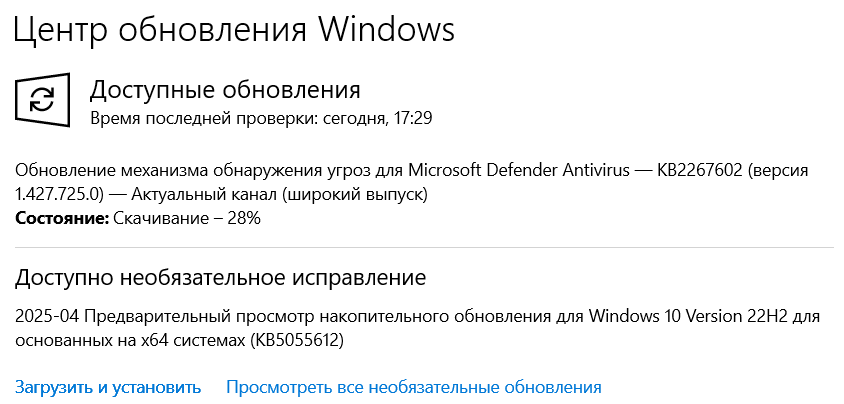 Центр обновления Windows
Доступные обновления
Время последней проверки: сегодня, 17:29
Обновление механизма обнаружения угроз для Microsoft Defender Antivirus — KB2267602 (версия
1.427.725.0) — Актуальный канал (широкий выпуск)
Состояние: Скачивание – 28%
Доступно необязательное исправление
2025-04 Предварительный просмотр накопительного обновления для Windows 10 Version 22H2 для
основанных на x64 системах (KB5055612)
Загрузить и установить Просмотреть все необязательные обновления